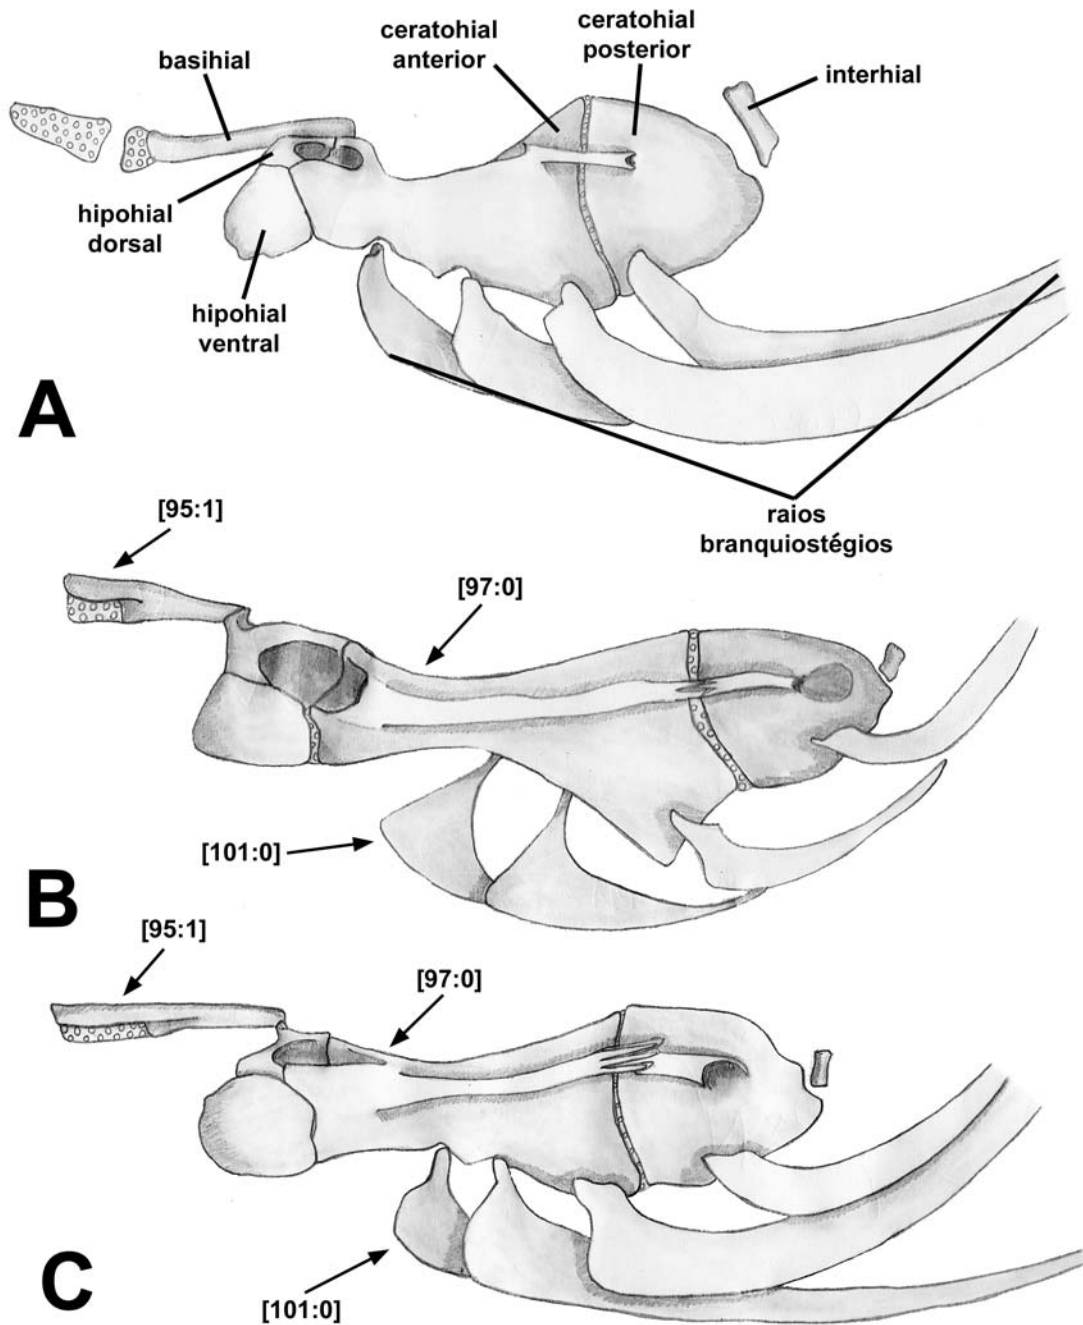 ceratohial
anterior
ceratohial
posterior
basihial
interhial
hipohial
dorsal
hipohial
ventral
A
raios
branquiostégios
[95:1]
[97:0]
[101:0]
B
[95:1]
[97:0]
C
[101:0]